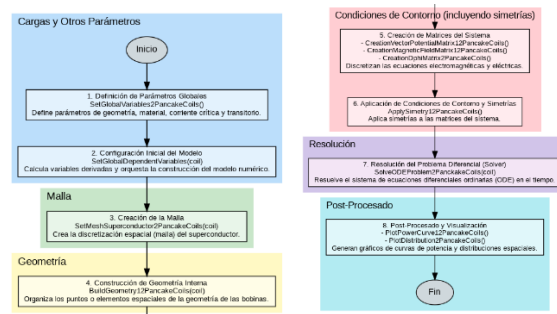 Cargas y Otros Parámetros
Inicio
1. Definición de Parámetros Globales
SetGlobalVariables2PancakeCoils()
Define parámetros de geometría, material, corriente crítica y transitorio.
2. Configuración Inicial del Modelo
SetGlobalDependentVariables(coil)
Calcula variables derivadas y orquesta la construcción del modelo numérico.
Malla
3. Creación de la Malla
SetMeshSuperconductor2PancakeCoils(coil)
Crea la discretización espacial (malla) del superconductor.
Geometría
4. Construcción de Geometría Interna
BuildGeometry12PancakeCoils(coil)
Organiza los puntos o elementos espaciales de la geometría de las bobinas.
Condiciones de Contorno (incluyendo simetrías)
5. Creación de Matrices del Sistema
- CreationVectorPotentialMatrix12PancakeCoils()
- CreationMagneticFieldMatrix12PancakeCoils()
- CreationDphiMatrix2PancakeCoils()
Discretizan las ecuaciones electromagnéticas y eléctricas.
6. Aplicación de Condiciones de Contorno y Simetrías
ApplySimetry12PancakeCoils()
Aplica simetrías a las matrices del sistema.
Resolución
7. Resolución del Problema Diferencial (Solver)
SolveODEProblem2PancakeCoils(coil)
Resuelve el sistema de ecuaciones diferenciales ordinarias (ODE) en el tiempo.
Post-Procesado
8. Post-Procesado y Visualización
- PlotPowerCurve12PancakeCoils()
- PlotDistribution2PancakeCoils()
Generan gráficos de curvas de potencia y distribuciones espaciales.
Fin